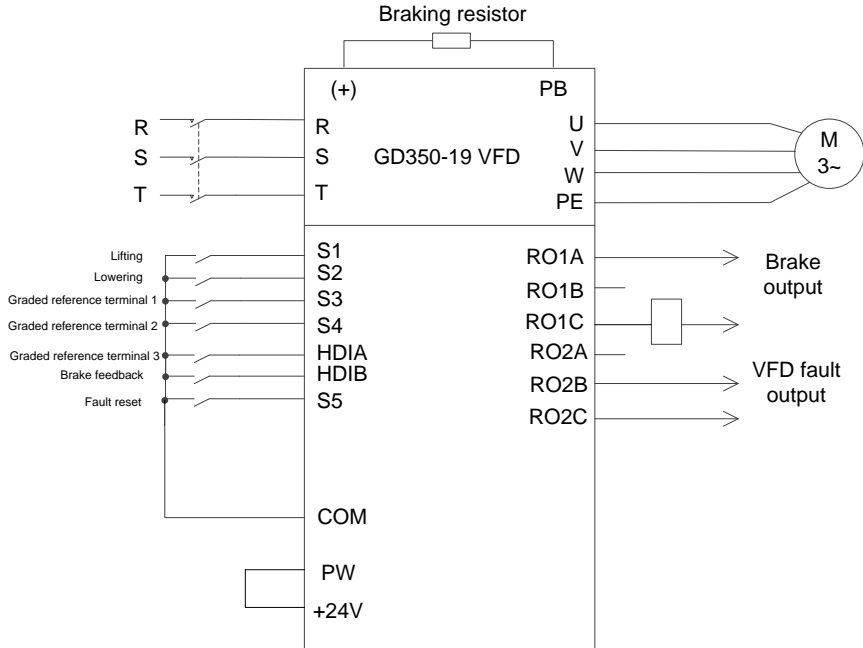 Braking resistor
(+)
PB
R
S
T
R
S
T
GD350-19 VFD
U
V
W
PE
M
3~
Lifting
Lowering
Graded reference terminal 1
Graded reference terminal 2
Graded reference terminal 3
Brake feedback
Fault reset
S1
S2
S3
S4
HDIA
HDIB
S5
COM
PW
+24V
RO1A
RO1B
RO1C
RO2A
RO2B
RO2C
Brake
output
VFD fault
output